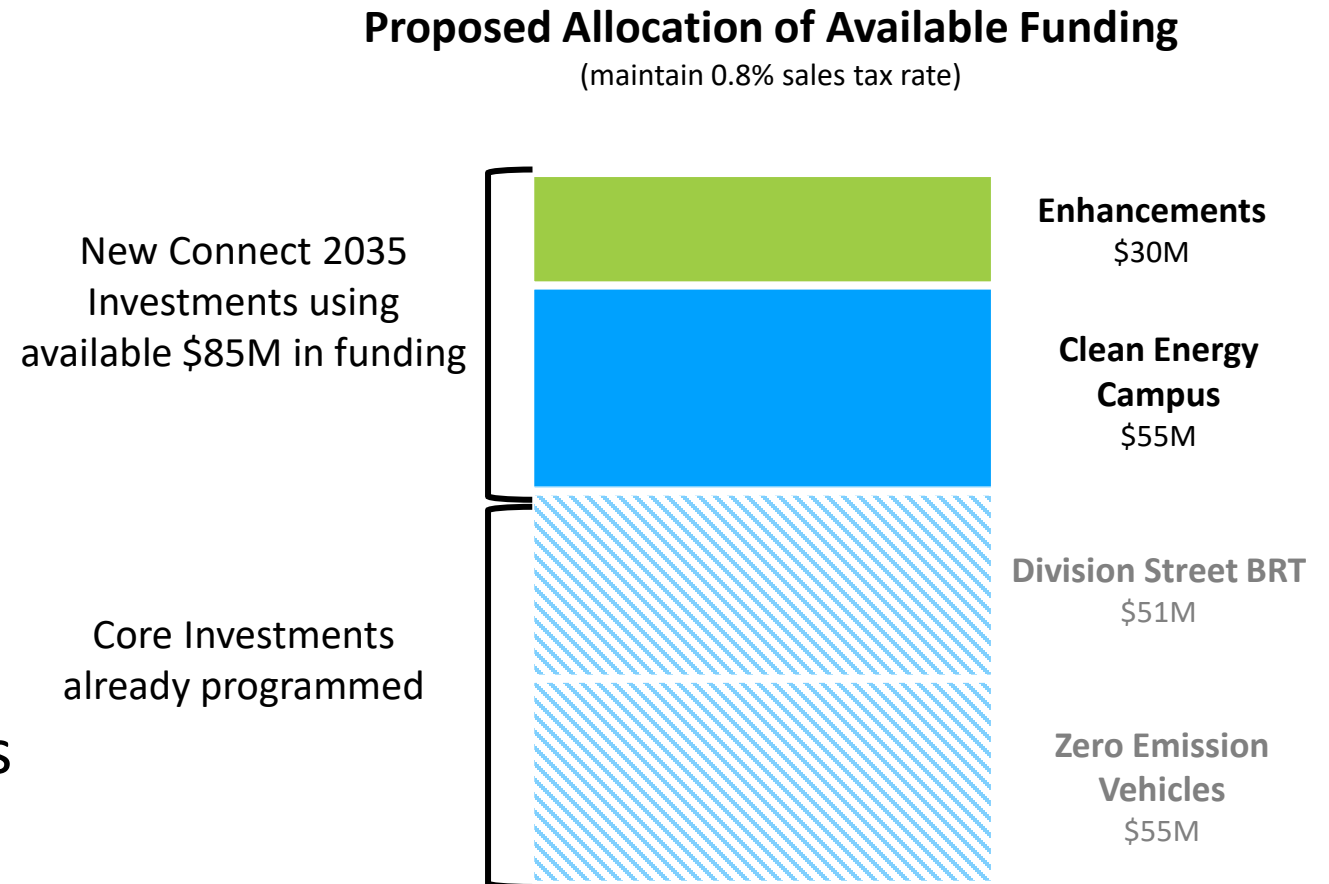 Proposed Allocation of Available Funding
(maintain 0.8% sales tax rate)
New Connect 2035
Investments using
available $85M in funding
Enhancements
$30M
Clean Energy
Campus
$55M
Core Investments
already programmed
Division Street BRT
$51M
Zero Emission
Vehicles
$55M
s